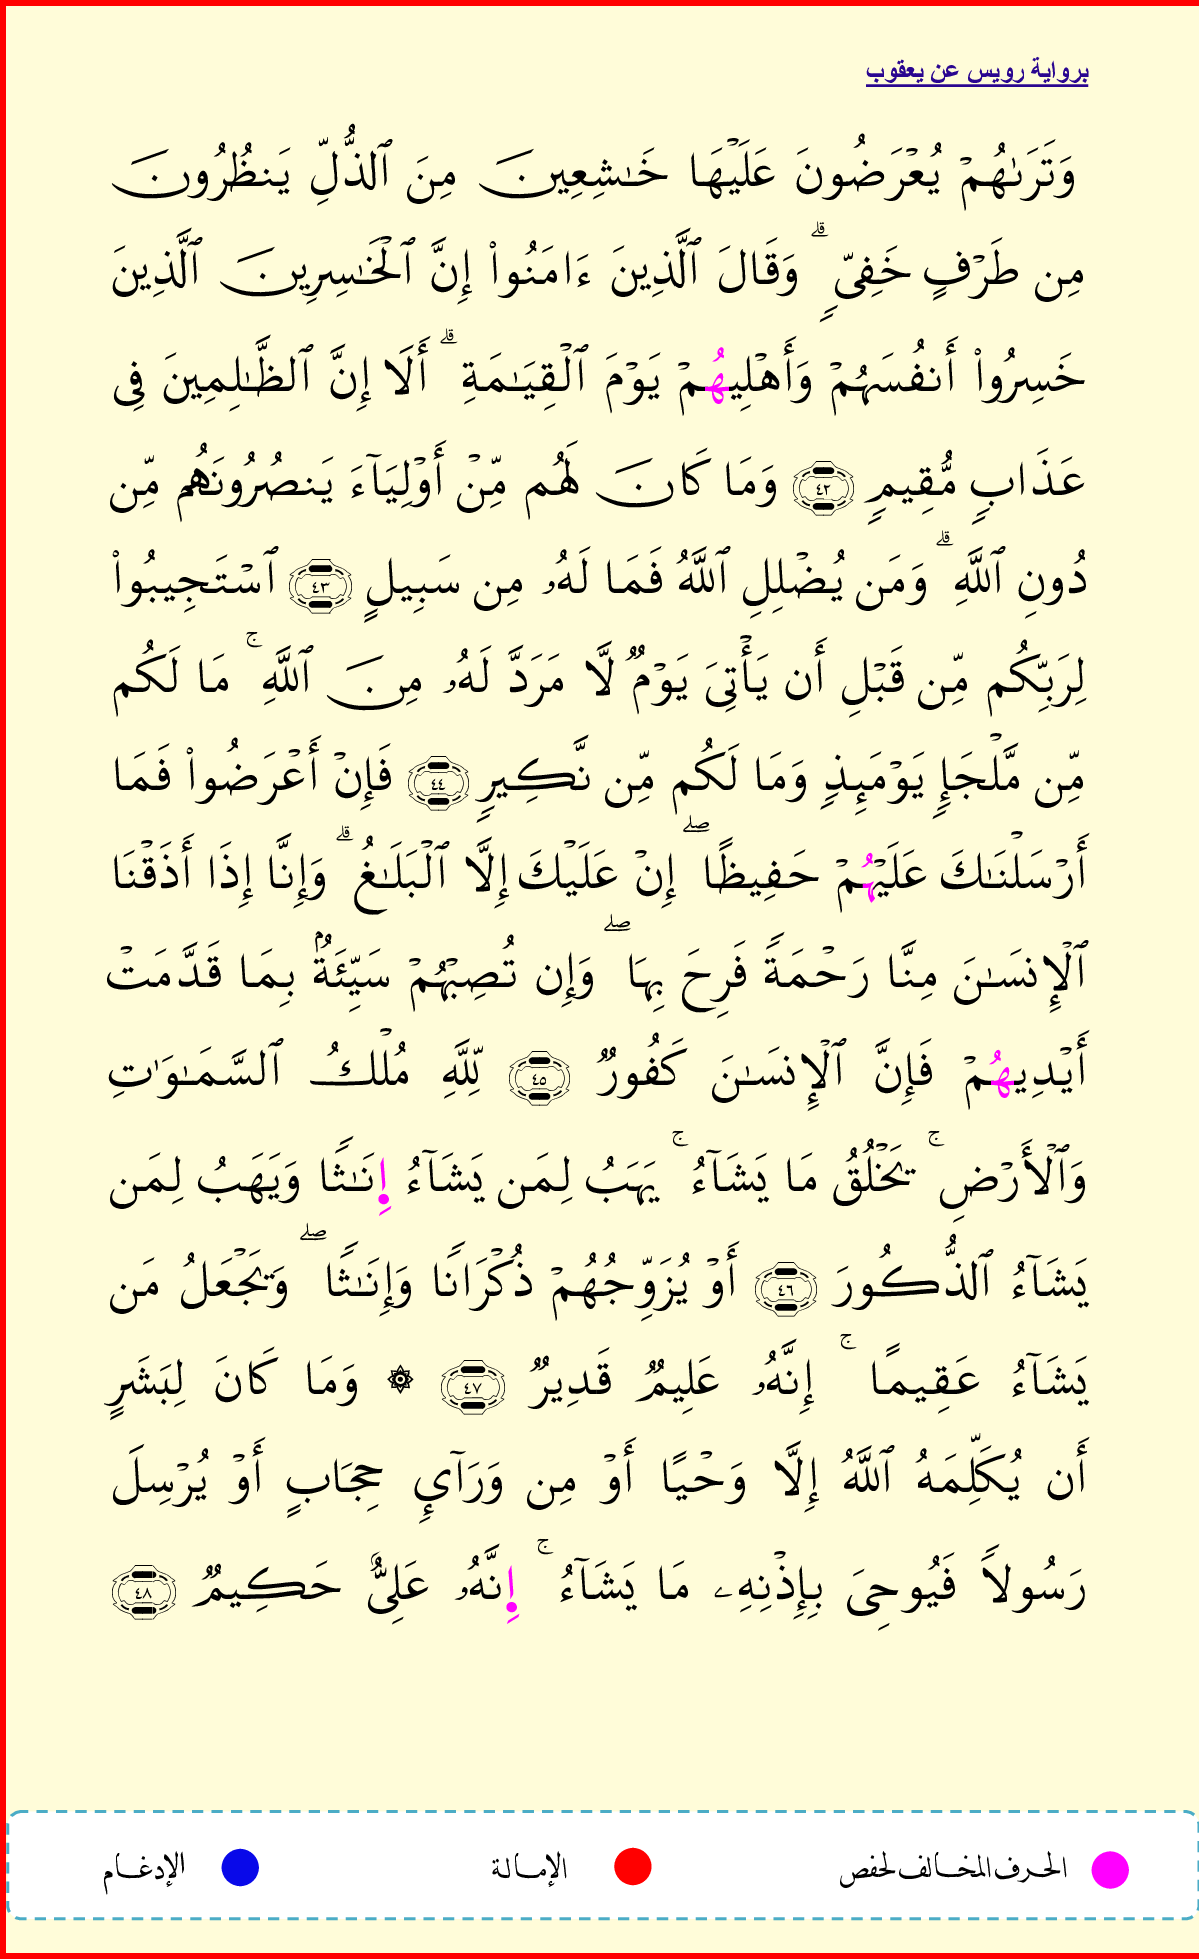 برواية رويس عن يعقوب
وَتَرَىٰهُمۡ يُعۡرَضُونَ عَلَيۡهَا خَٰشِعِينَ مِنَ ٱلذُّلِّ يَنظُرُونَ
مِن طَرۡفٍ خَفِىّٖ ۗ وَقَالَ ٱلَّذِينَ ءَامَنُواْ إِنَّ ٱلۡخَٰسِرِينَ ٱلَّذِينَ
خَسِرُواْ أَنفُسَهُمۡ وَأَهۡلِيهُمۡ يَوۡمَ ٱلۡقِيَٰمَةِ ۗ أَلَا إِنَّ ٱلظَّٰلِمِينَ فِى
عَذَابٖ مُّقِيمٖ ٤٢ وَمَا كَانَ لَهُم مِّنۡ أَوۡلِيَآءَ يَنصُرُونَهُم مِّن
دُونِ ٱللَّهِ ۗ وَمَن يُضۡلِلِ ٱللَّهُ فَمَا لَهُۥ مِن سَبِيلٍ ٤٣ ٱسۡتَجِيبُواْ
لِرَبِّكُم مِّن قَبۡلِ أَن يَأۡتِىَ يَوۡمٞ لَّا مَرَدَّ لَهُۥ مِنَ ٱللَّهِ ۚ مَا لَكُم
مِّن مَّلۡجَإٖ يَوۡمَئِذٖ وَمَا لَكُم مِّن نَّكِيرٖ ٤٤ فَإِنۡ أَعۡرَضُواْ فَمَا
أَرۡسَلۡنَٰكَ عَلَيۡهُمۡ حَفِيظًا ۖ إِنۡ عَلَيۡكَ إِلَّا ٱلۡبَلَٰغُ ۗ وَإِنَّا إِذَا أَذَقۡنَا
ٱلۡإِنسَٰنَ مِنَّا رَحۡمَةٗ فَرِحَ بِهَا ۖ وَإِن تُصِبۡهُمۡ سَيِّئَةُۢ بِمَا قَدَّمَتۡ
أَيۡدِيهُمۡ فَإِنَّ ٱلۡإِنسَٰنَ كَفُورٞ ٤٥ لِّلَّهِ مُلۡكُ ٱلسَّمَٰوَٰتِ
وَٱلۡأَرۡضِ ۚ يَخۡلُقُ مَا يَشَآءُ ۚ يَهَبُ لِمَن يَشَآءُ إِنَٰثٗا وَيَهَبُ لِمَن
يَشَآءُ ٱلذُّكُورَ ٤٦ أَوۡ يُزَوِّجُهُمۡ ذُكۡرَانٗا وَإِنَٰثٗا ۖ وَيَجۡعَلُ مَن
يَشَآءُ عَقِيمًا ۚ إِنَّهُۥ عَلِيمٞ قَدِيرٞ ٤٧ ۞ وَمَا كَانَ لِبَشَرٍ
أَن يُكَلِّمَهُ ٱللَّهُ إِلَّا وَحۡيًا أَوۡ مِن وَرَآيِٕ حِجَابٍ أَوۡ يُرۡسِلَ
رَسُولٗا فَيُوحِىَ بِإِذۡنِهِۦ مَا يَشَآءُ ۚ إِنَّهُۥ عَلِىٌّ حَكِيمٞ ٤٨
الحرف المخالف لحفص الإمالة الإدغام